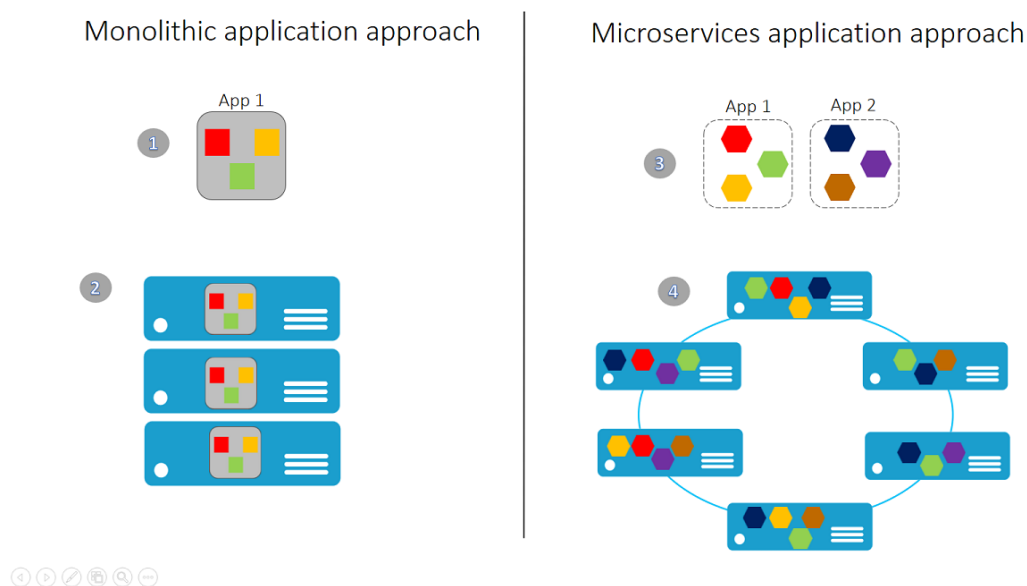 Monolithic application approach
App 1
1
2
Microservices application approach
App 1
App 2
3
4